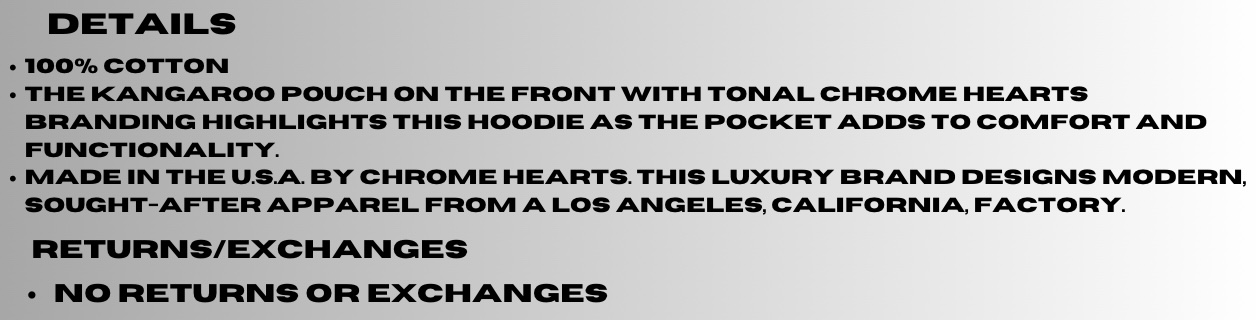 DETAILS
• 100% COTTON
• THE KANGAROO POUCH ON THE FRONT WITH TONAL CHROME HEARTS
BRANDING HIGHLIGHTS THIS HOODIE AS THE POCKET ADDS TO COMFORT AND
FUNCTIONALITY.
• MADE IN THE U.S.A. BY CHROME HEARTS. THIS LUXURY BRAND DESIGNS MODERN,
SOUGHT-AFTER APPAREL FROM A LOS ANGELES, CALIFORNIA, FACTORY.
RETURNS/EXCHANGES
• NO RETURNS OR EXCHANGES